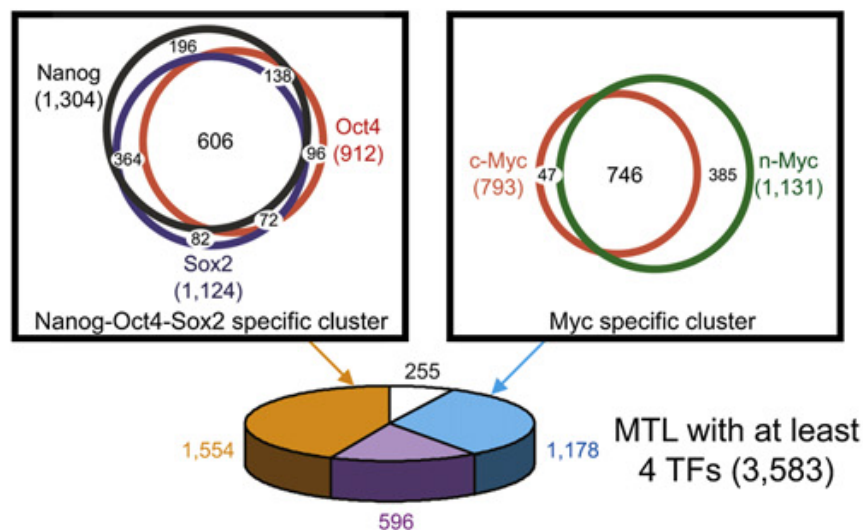 196
138
Nanog
(1,304)
Oct4
(912)
606
364
96
72
82
Sox2
(1,124)
Nanog-Oct4-Sox2 specific cluster
c-Myc
(793)
47
746
385
n-Myc
(1,131)
Myc specific cluster
255
1,554
1,178
596
MTL with at least
4 TFs (3,583)